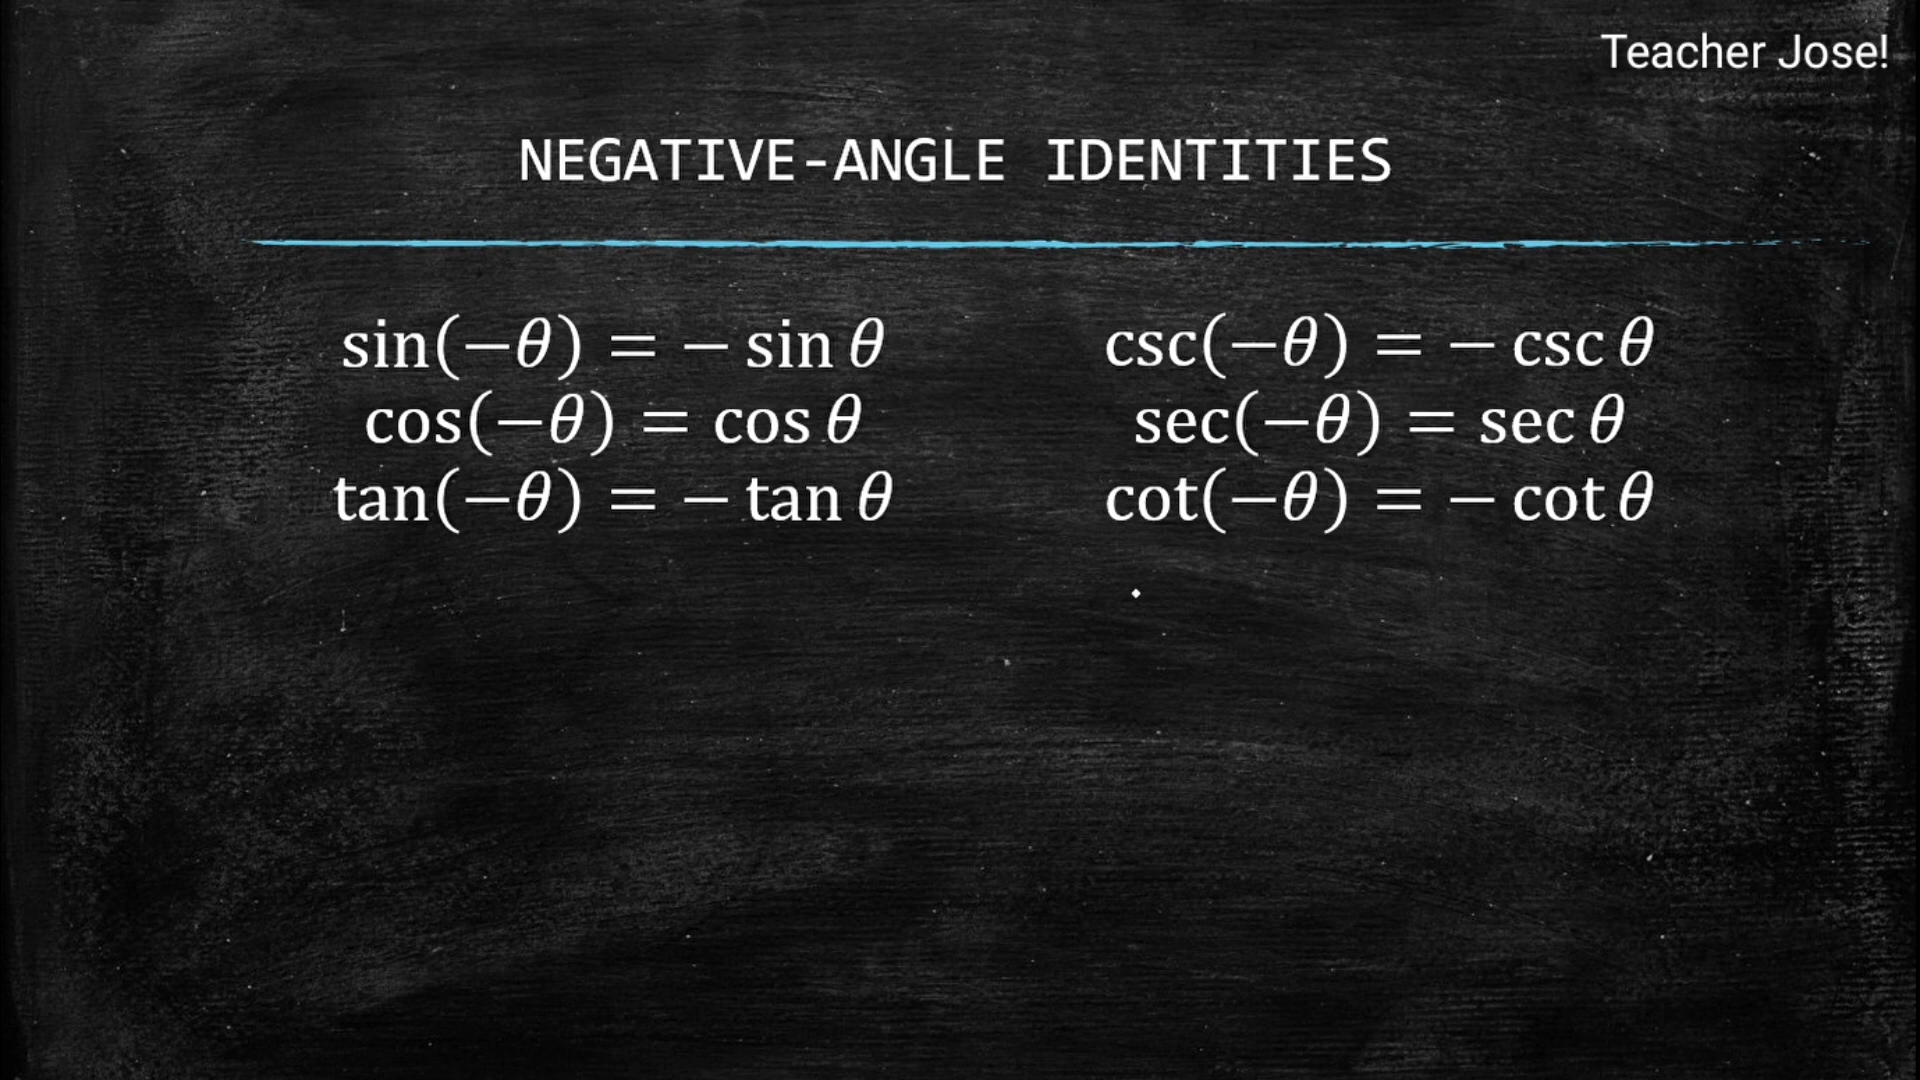 Teacher Jose!
NEGATIVE-ANGLE IDENTITIES
sin(−θ) = − sin θ
cos(−θ) = cos θ
tan(−θ) = − tan θ
csc(−θ) = − csc θ
sec(−θ) = sec θ
cot(−θ) = − cot θ